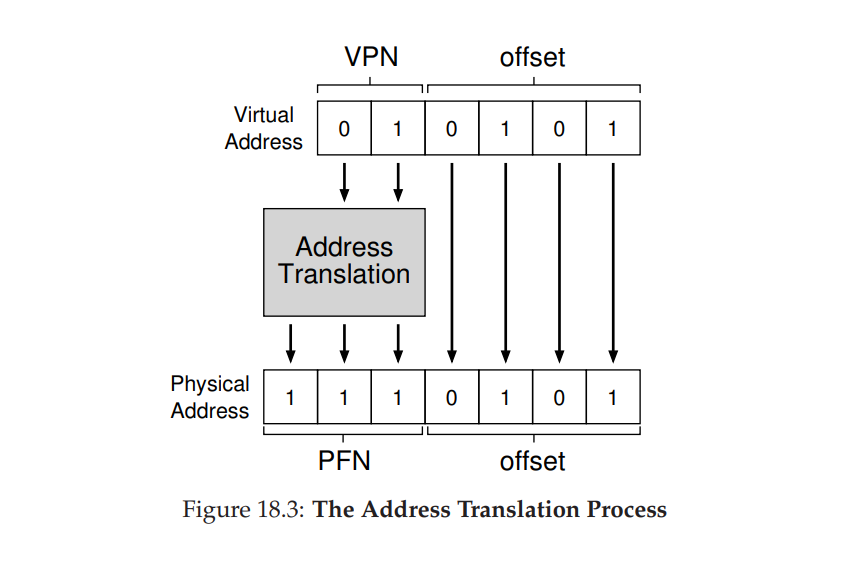 VPN offset
Virtual
Address
0 1 0 1 0 1
Address
Translation
Physical
Address
1 1 1 0 1 0 1
PFN offset
Figure 18.3: The Address Translation Process